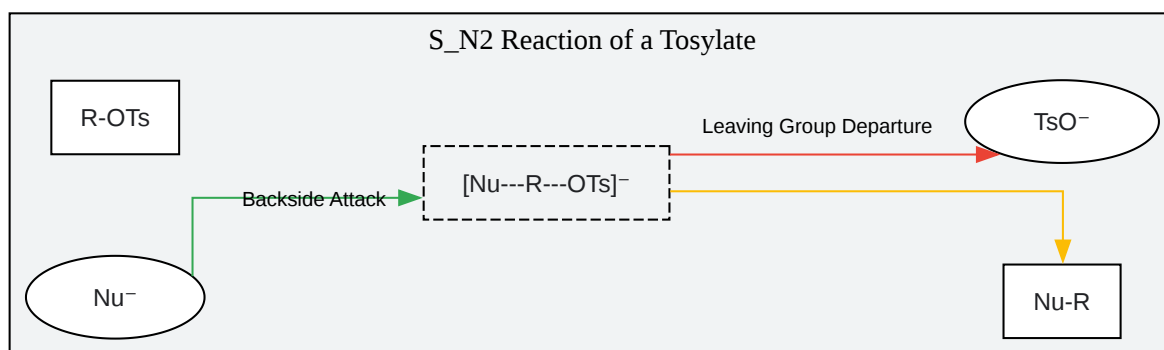 S_N2 Reaction of a Tosylate
R-OTs
Leaving Group Departure
TsO⁻
[Nu---R---OTs]⁻
Backside Attack
Nu⁻
Nu-R